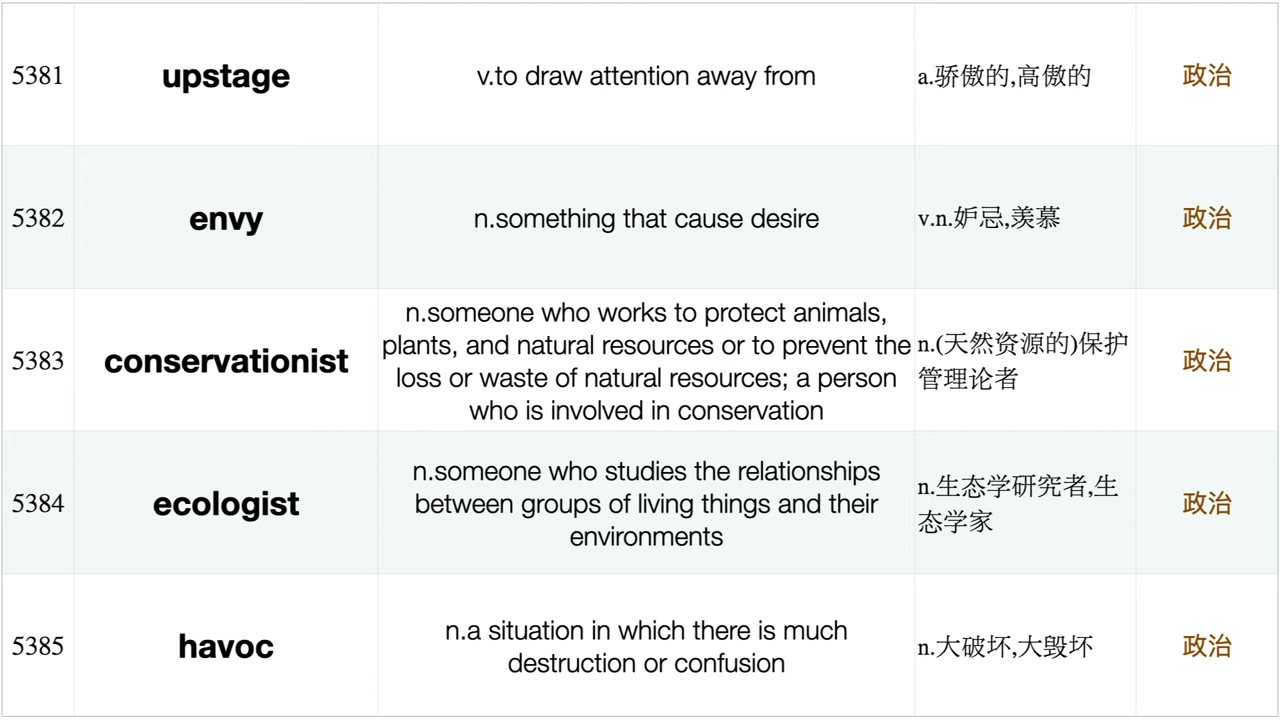 5381 upstage v.to draw attention away from a.骄傲的,高傲的 政治
5382 envy n.something that cause desire v.n.妒忌,羡慕 政治
n.someone who works to protect animals,
5383 conservationist plants, and natural resources or to prevent the n.(天然资源的)保护 政治
loss or waste of natural resources; a person 管理论者
who is involved in conservation
n.someone who studies the relationships
5384 ecologist between groups of living things and their n.生态学研究者,生 政治
environments 态学家
5385 havoc n.a situation in which there is much n.大破坏,大毁坏 政治
destruction or confusion